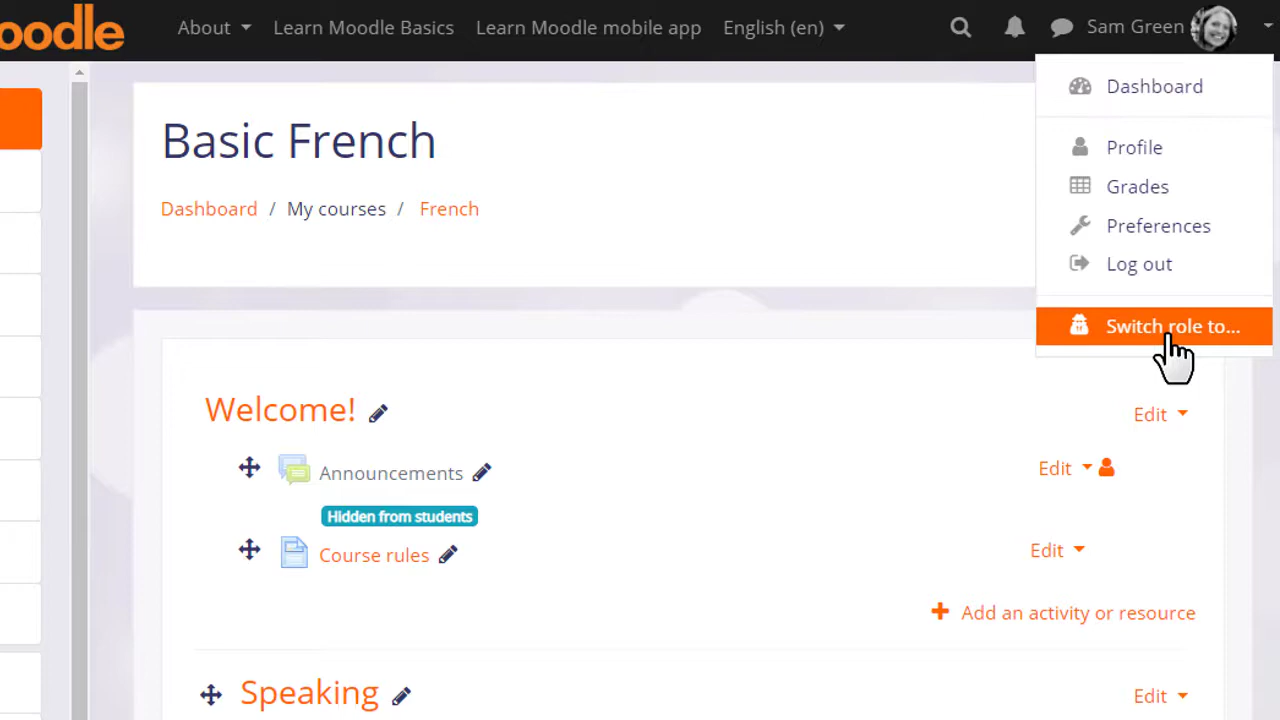 oodle About Learn Moodle Basics Learn Moodle mobile app English (en) Sam Green
Dashboard
Basic French
Profile
Grades
Dashboard / My courses / French
Preferences
Log out
Switch role to...
Welcome! Edit
Announcements Edit
Hidden from students
Course rules Edit
Add an activity or resource
Speaking Edit